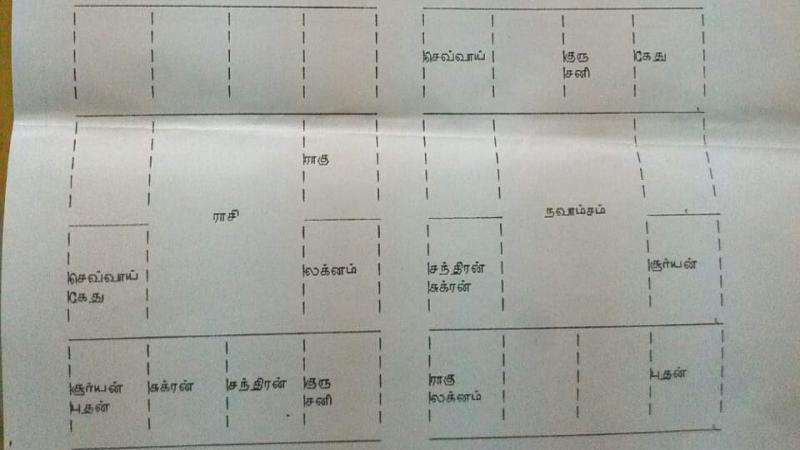 செவ்வாய்
குரு
சனி
கேது
ராகு
ராசி
நவாம்சம்
செவ்வாய்
கேது
லக்னம்
சந்திரன்
சுக்ரன்
சூர்யன்
சூர்யன்
புதன்
சுக்ரன்
சந்திரன்
குரு
சனி
ராகு
லக்னம்
புதன்